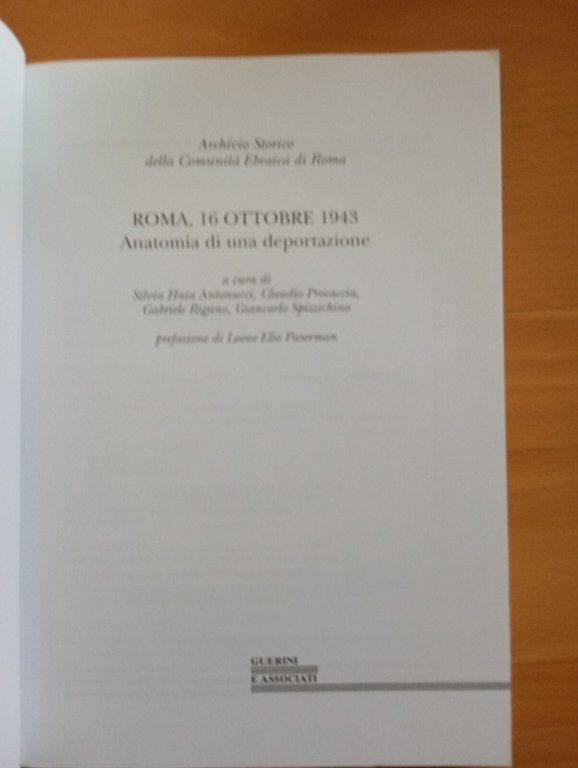 Archivio Storico
della Comunità Ebraica di Roma
ROMA, 16 OTTOBRE 1943
Anatomia di una deportazione
a cura di
Silvia Haia Antonucci, Claudio Procaccia,
Gabriele Rigano, Giancarlo Spizzichino
prefazione di Leone Elio Paserman
GUERINI
E ASSOCIATI